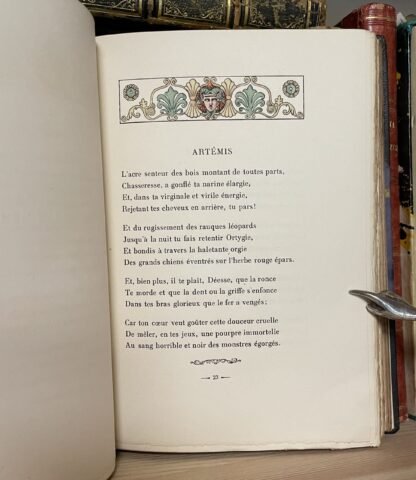 ARTÉMIS
L'acre senteur des bois montant de toutes parts,
Chasseresse, a gonflé ta narine élargie,
Et, dans ta virginale et virile énergie,
Rejetant tes cheveux en arrière, tu pars!
Et du rugissement des rauques léopards
Jusqu'à la nuit tu fais retentir Ortygie,
Et bondis à travers la haletante orgie
Des grands chiens éventrés sur l'herbe rouge épars.
Et, bien plus, il te plaît, Déesse, que la ronce
Te morde et que la dent ou la griffe s'enfonce
Dans tes bras glorieux que le fer a vengés;
Car ton cœur veut goûter cette douceur cruelle
De mêler, en tes jeux, une pourpre immortelle
Au sang horrible et noir des monstres égorgés.
— 23 —